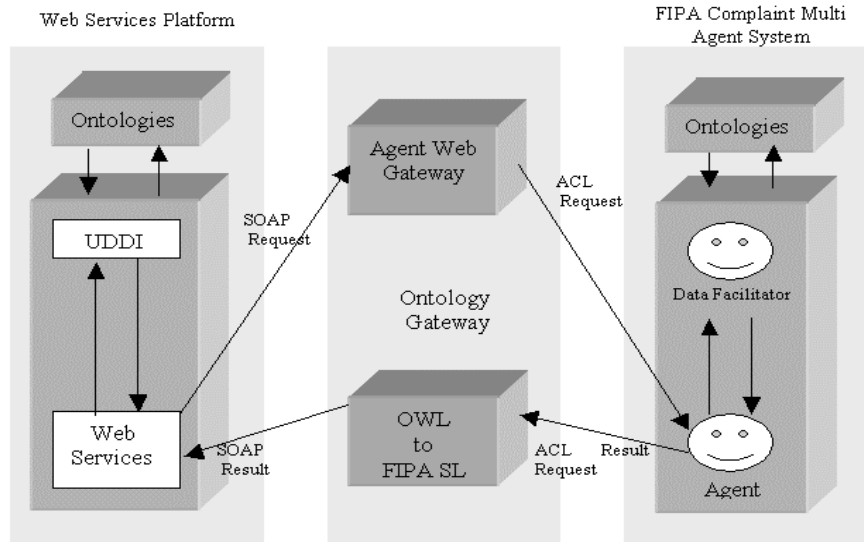 Web Services Platform
FIPA Complaint Multi
Agent System
Ontologies
Agent Web
Gateway
Ontologies
ACL
Request
SOAP
Request
UDDI
Data Facilitator
Ontology
Gateway
Web
Services
SOAP
Result
OWL
to
FIPA SL
ACL Result
Request
Agent